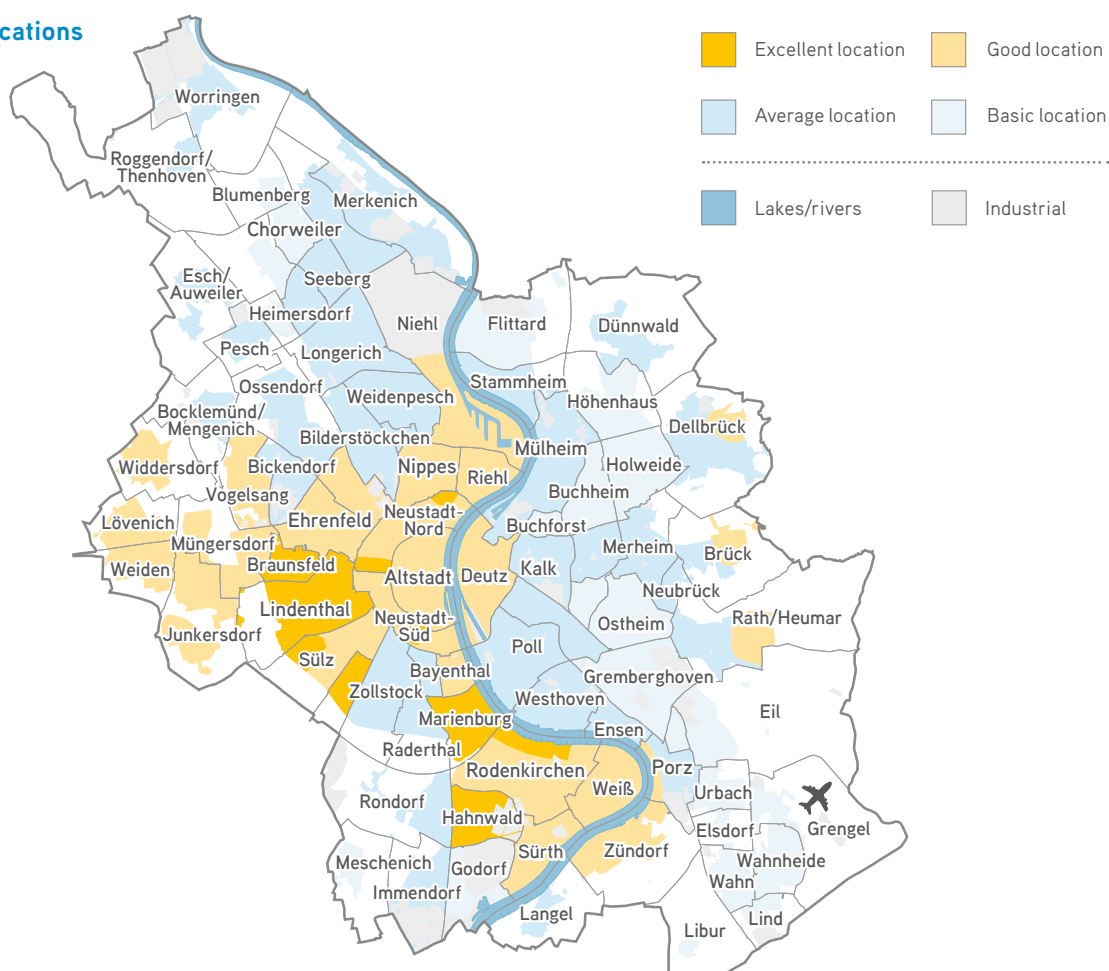 cations
Excellent location
Good location
Average location
Basic location
Lakes/rivers
Industrial
Worringen
Roggendorf/
Thenhoven
Blumenberg
Merkenich
Chorweiler
Esch/
Auweiler
Seeberg
Heimersdorf
Niehl
Flittard
Dünnwald
Pesch
Longerich
Ossendorf
Weidenpesch
Stammheim
Höhenhaus
Bocklemünd/
Mengenich
Dellbrück
Bilderstöckchen
Mülheim
Widdersdorf
Bickendorf
Nippes
Riehl
Holweide
Vogelsang
Buchheim
Lövenich
Ehrenfeld
Neustadt-
Nord
Buchforst
Müngersdorf
Merheim
Brück
Weiden
Braunsfeld
Altstadt
Deutz
Kalk
Neubrück
Lindenthal
Neustadt-
Süd
Ostheim
Rath/Heumar
Junkersdorf
Sülz
Poll
Bayenthal
Gremberghoven
Zollstock
Westhoven
Eil
Marienburg
Ensen
Raderthal
Rodenkirchen
Porz
Weiß
Urbach
Rondorf
Hahnwald
Elsdorf
Grengel
Sürth
Zündorf
Meschenich
Godorf
Wahnheide
Immendorf
Wahn
Langel
Lind
Libur